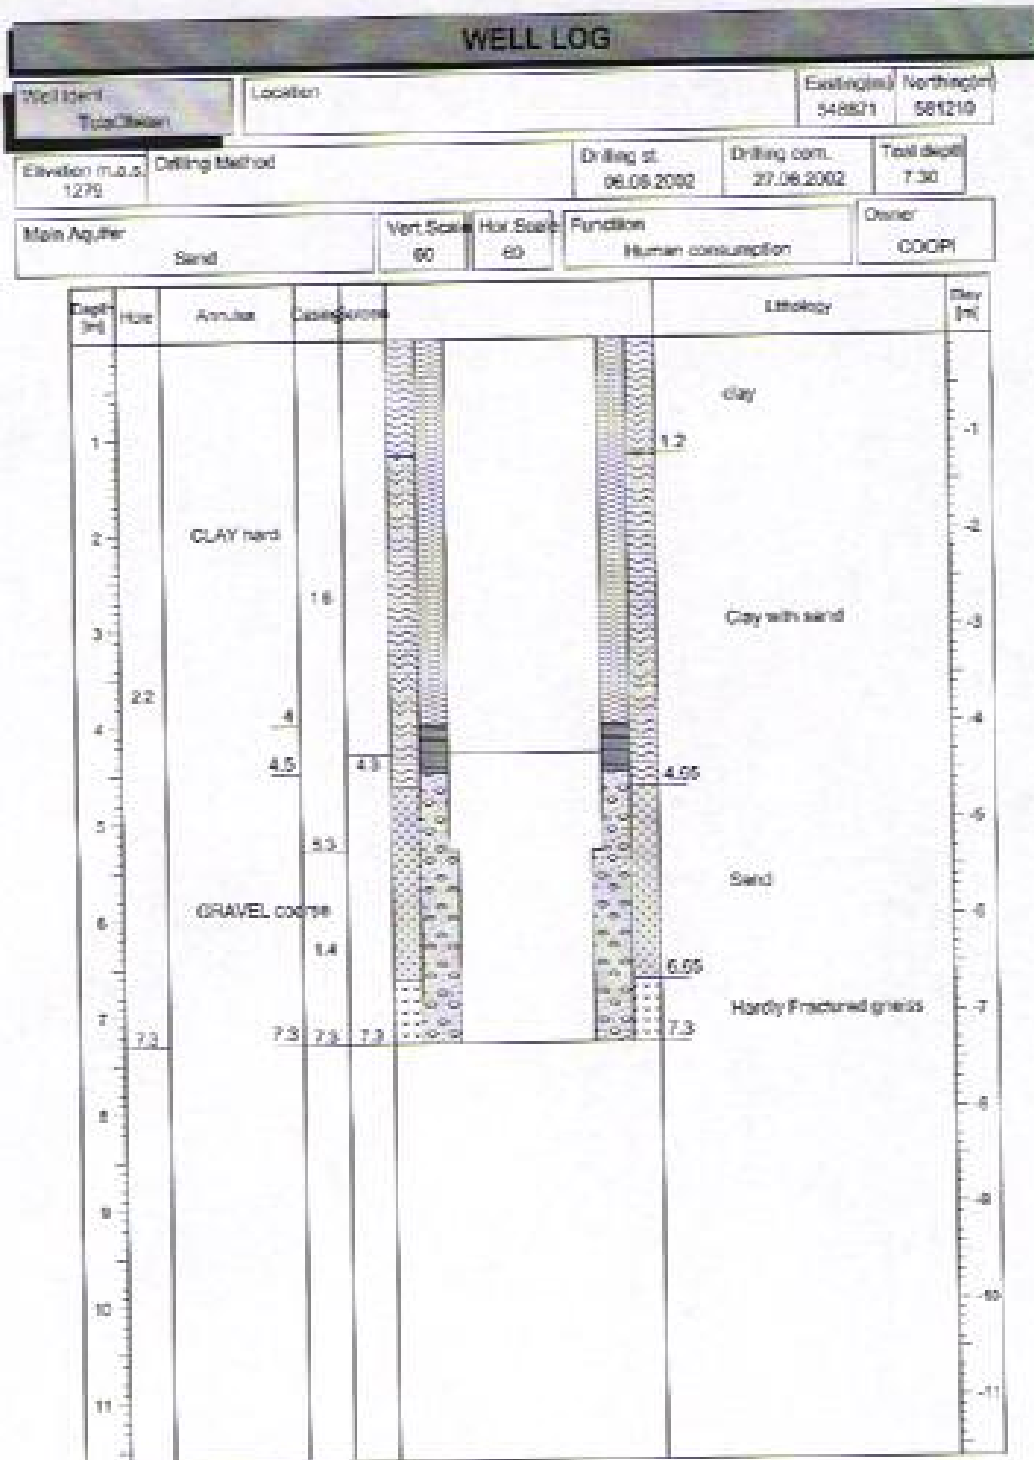 WELL LOG
Well Ident
Location
Easting(m) Northing(m)
548821 581210
Elevation m.a.s.
Drilling Method
Drilling st.
Drilling com.
Total depth
1279
06.06.2002
27.06.2002
7.30
Main Aquifer
Vert.Scale
Hor.Scale
Function
Owner
Sand
60
60
Human consumption
COOPI
Depth [m]
Hole
Annulus
Casing
Screens
Lithology
Elev [m]
clay
1
1.2
-1
2
CLAY hard
-2
1.6
Clay with sand
3
-3
2.2
4
4
-4
4.5
4.3
4.65
5
-5
5.3
Sand
GRAVEL coarse
6
-6
1.4
6.65
Hardly Fractured gneiss
7
-7
7.3
7.3
7.3
7.3
7.3
8
-8
9
-9
10
-10
11
-11